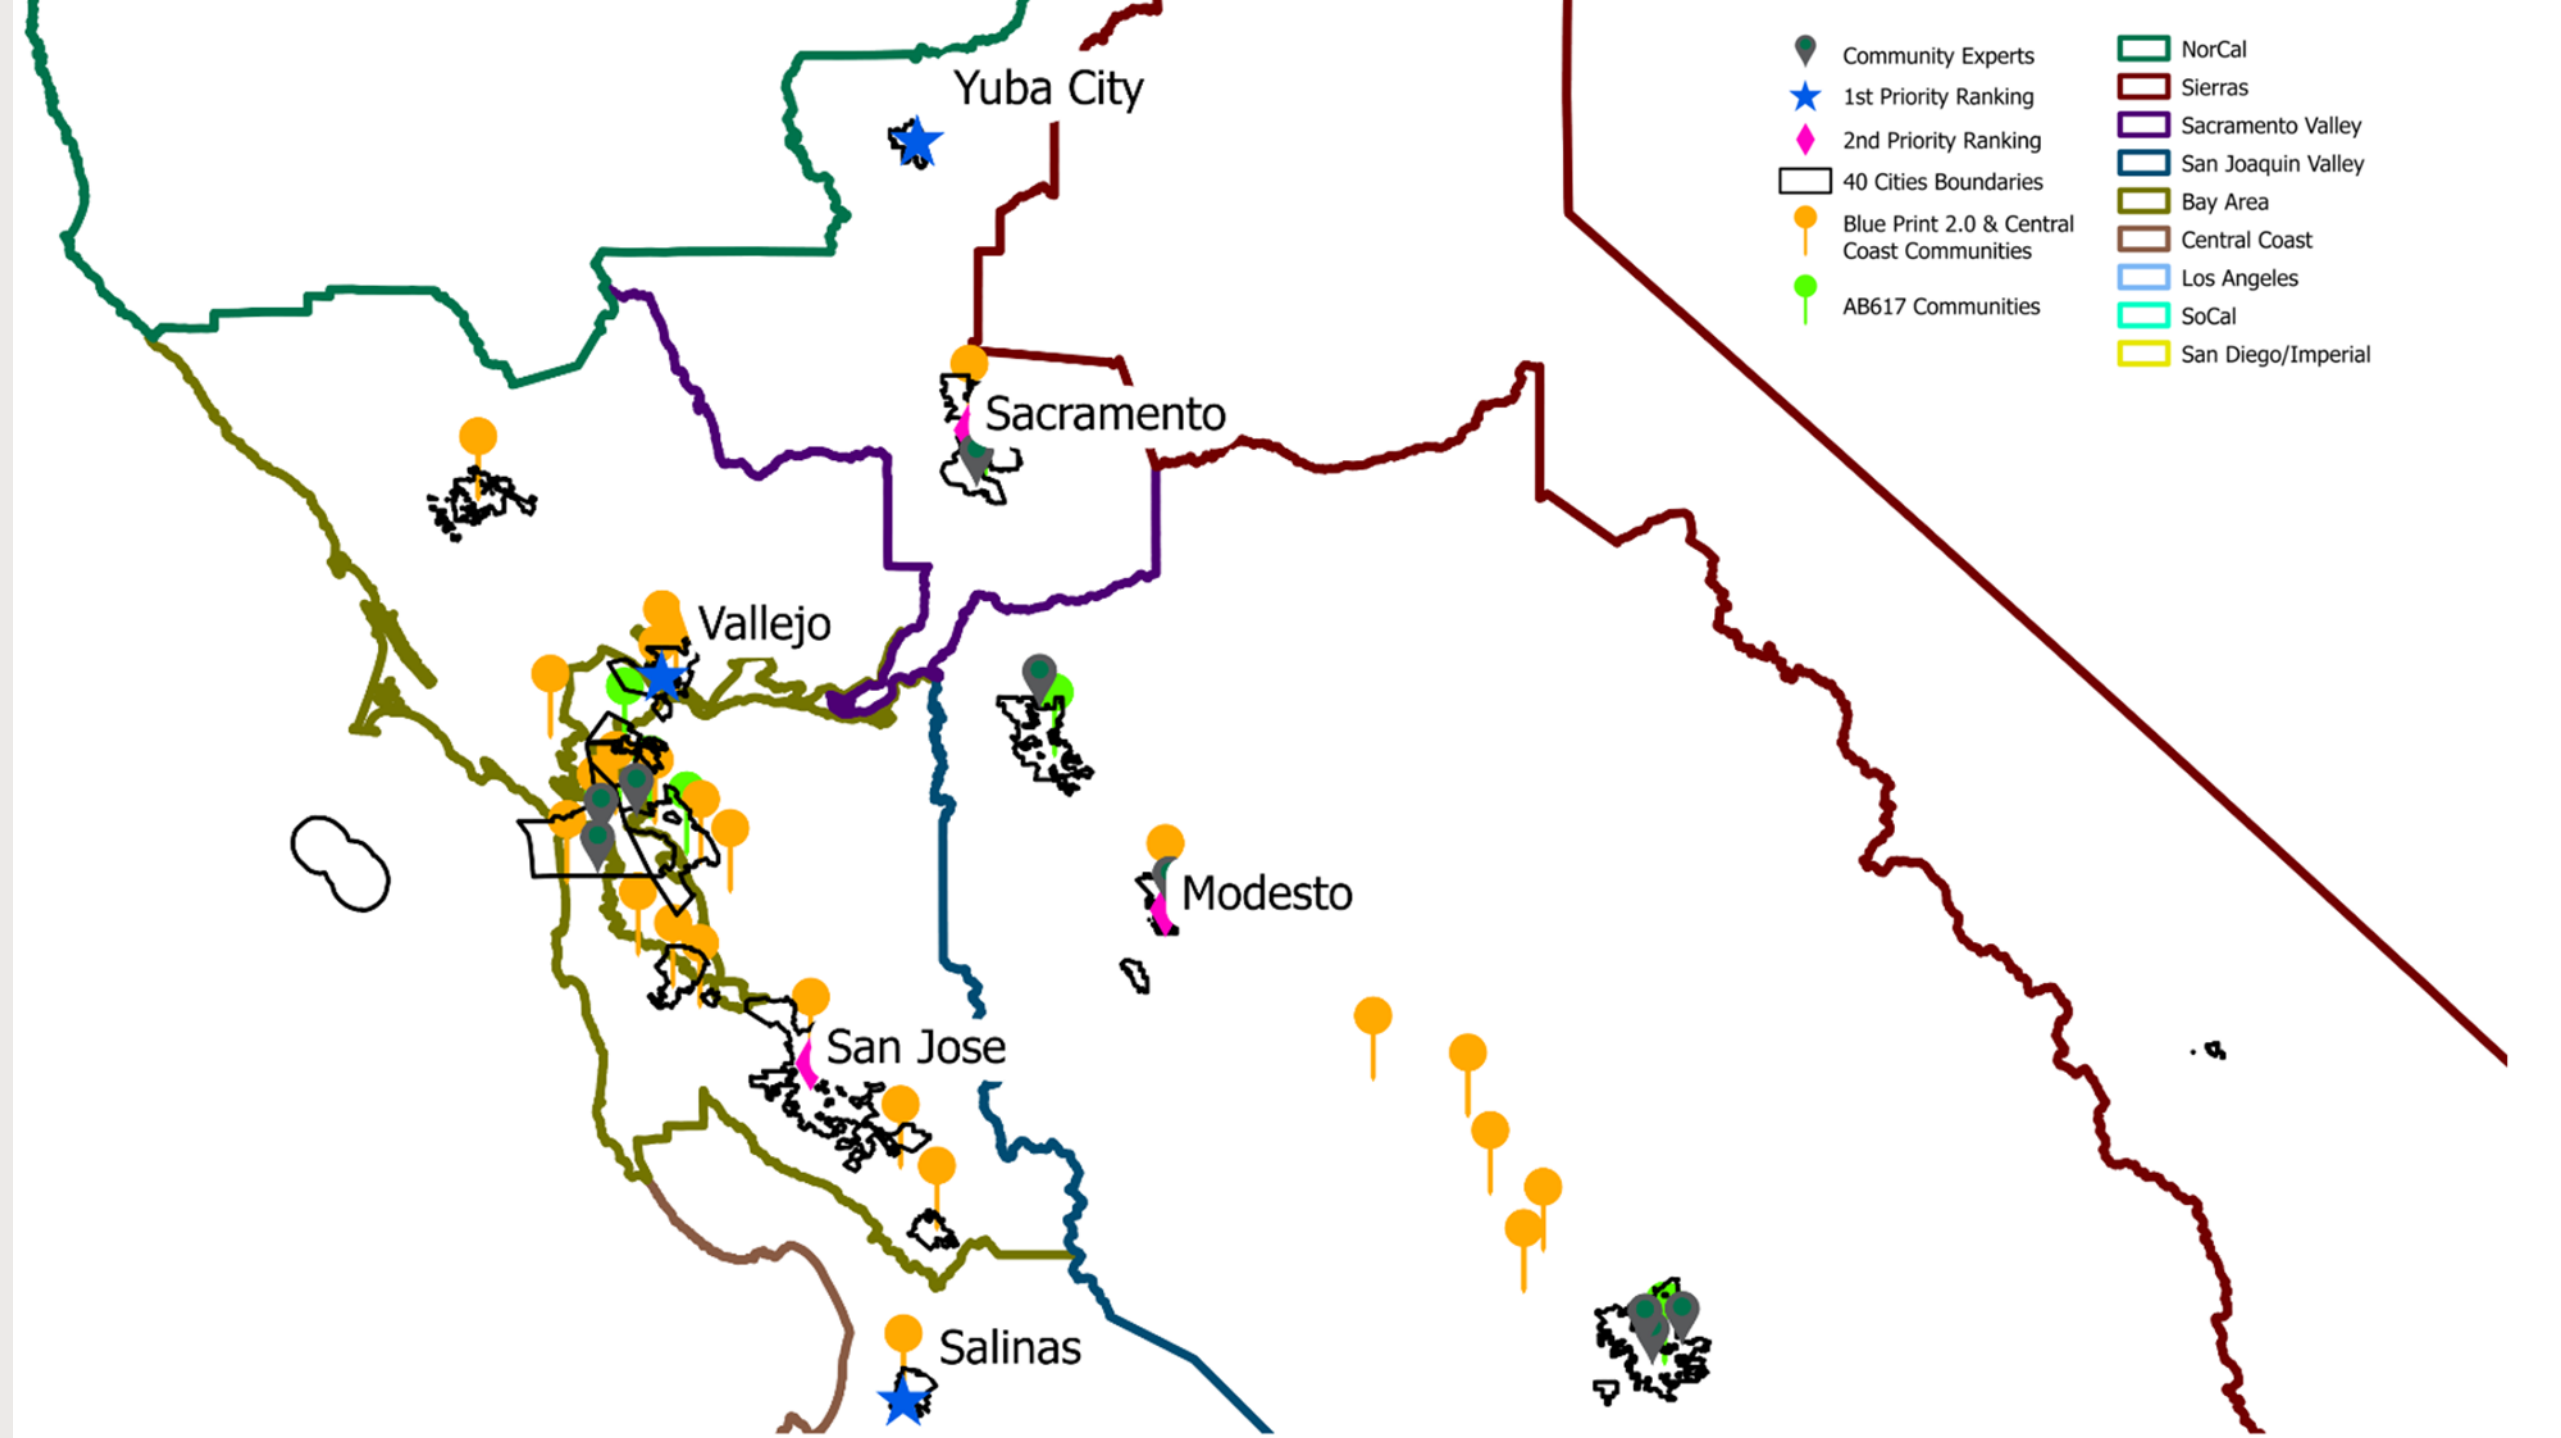 Yuba City
Sacramento
Vallejo
Modesto
San Jose
Salinas
Community Experts
1st Priority Ranking
2nd Priority Ranking
40 Cities Boundaries
Blue Print 2.0 & Central
Coast Communities
AB617 Communities
NorCal
Sierras
Sacramento Valley
San Joaquin Valley
Bay Area
Central Coast
Los Angeles
SoCal
San Diego/Imperial